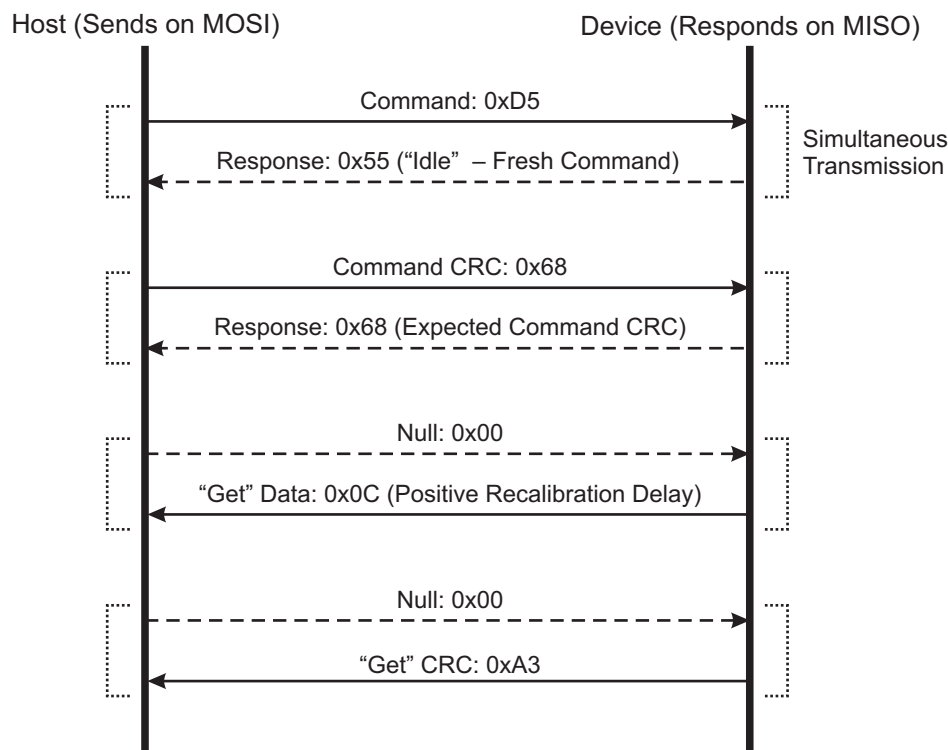 Host (Sends on MOSI)
Device (Responds on MISO)
Command: 0xD5
Simultaneous
Transmission
Response: 0x55 (“Idle” – Fresh Command)
Command CRC: 0x68
Response: 0x68 (Expected Command CRC)
Null: 0x00
“Get” Data: 0x0C (Positive Recalibration Delay)
Null: 0x00
“Get” CRC: 0xA3